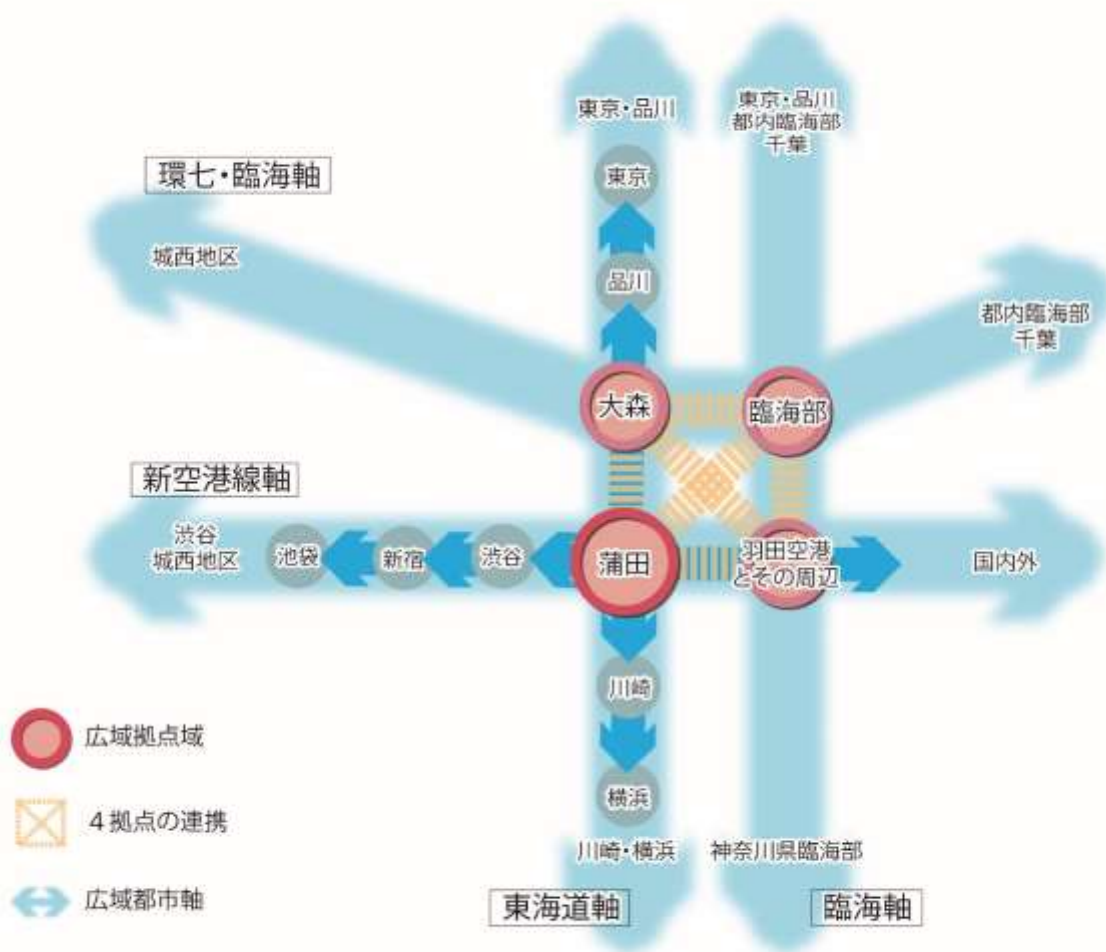 東京・品川
東京・品川
都内臨海部
千葉
環七・臨海軸
東京
城西地区
品川
都内臨海部
千葉
大森
臨海部
新空港線軸
渋谷
城西地区
池袋
新宿
渋谷
蒲田
羽田空港
とその周辺
国内外
川崎
広域拠点域
横浜
4拠点の連携
川崎・横浜
神奈川県臨海部
広域都市軸
東海道軸
臨海軸